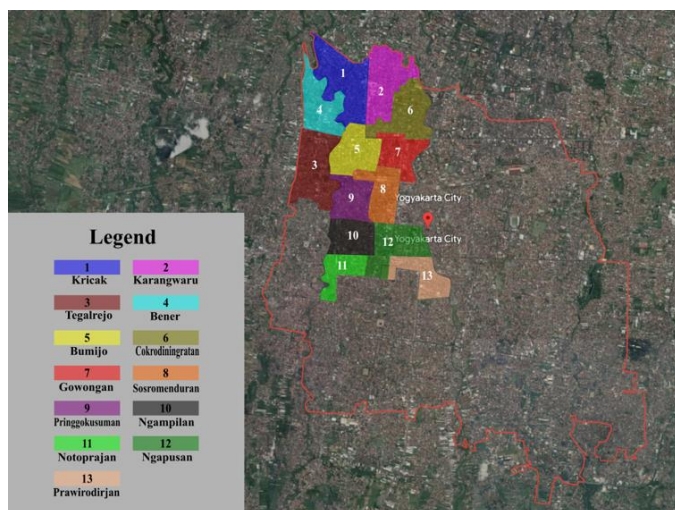 1
2
4
6
5
7
3
8
Yogyakarta City
9
10
12
Yogyakarta City
11
13
Legend
1 2
Kricak Karangwaru
3 4
Tegalrejo Bener
5 6
Bumijo Cokrodiningratan
7 8
Gowongan Sosromenduran
9 10
Pringgokusuman Ngampilan
11 12
Notoprajan Ngapusan
13
Prawirodirjan